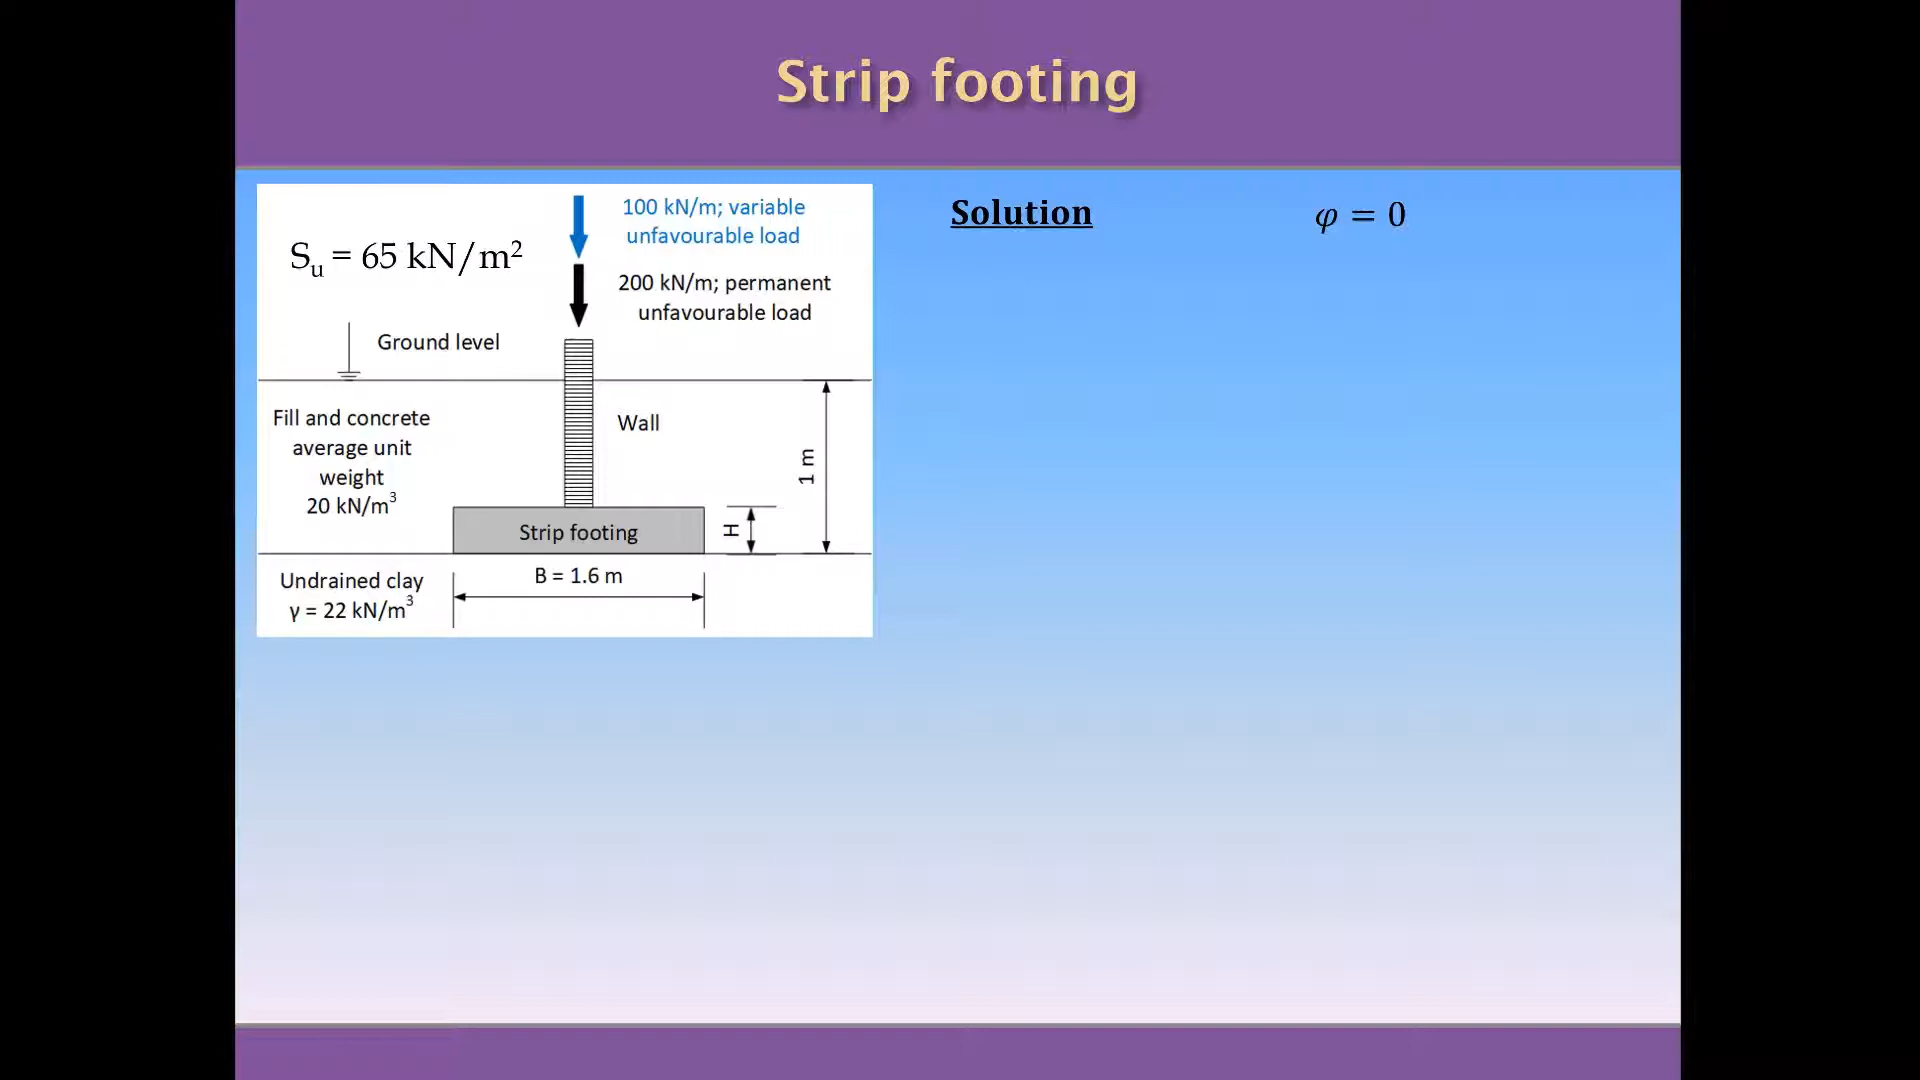 Strip footing
S_u = 65 kN/m²
100 kN/m; variable
unfavourable load
200 kN/m; permanent
unfavourable load
Ground level
Fill and concrete
average unit
weight
20 kN/m³
Wall
1 m
Strip footing
H
B = 1.6 m
Undrained clay
γ = 22 kN/m³
Solution
φ = 0